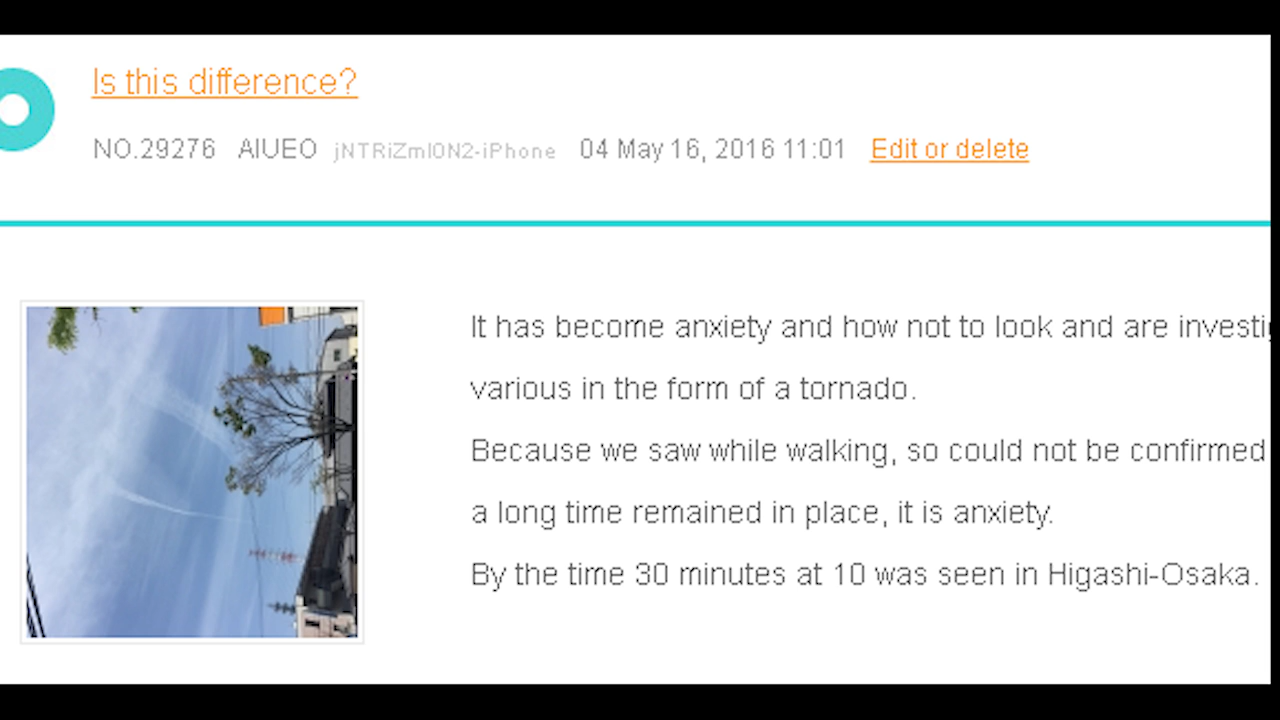 Is this difference?
NO.29276 AIUEO jNTRiZmI0N2-iPhone 04 May 16, 2016 11:01 Edit or delete
It has become anxiety and how not to look and are
various in the form of a tornado.
Because we saw while walking, so could not be confirmed
a long time remained in place, it is anxiety.
By the time 30 minutes at 10 was seen in Higashi-Osaka.